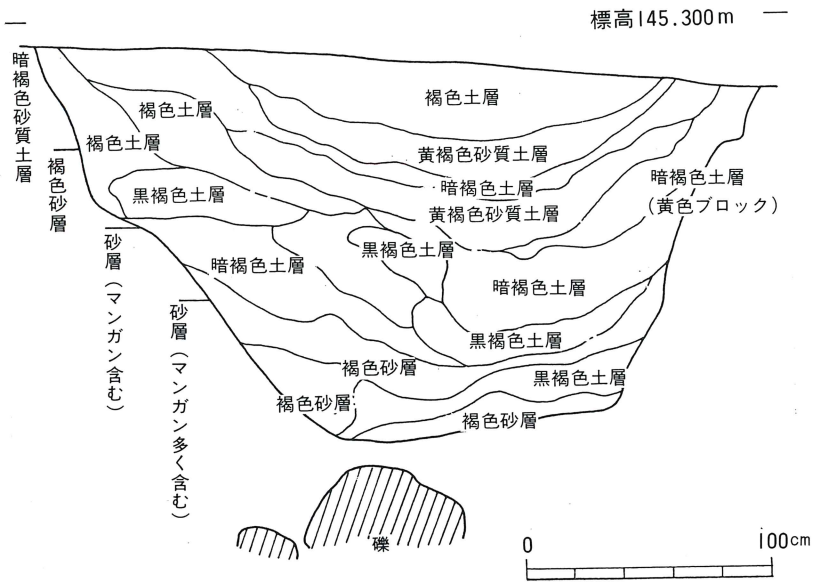 標高145.300m
暗褐色砂質土層
褐色砂層
砂層(マンガン含む)
砂層(マンガン多く含む)
褐色土層
褐色土層
褐色土層
黄褐色砂質土層
暗褐色土層
黄褐色砂質土層
暗褐色土層
(黄色ブロック)
黒褐色土層
黒褐色土層
暗褐色土層
暗褐色土層
黒褐色土層
褐色砂層
黒褐色土層
褐色砂層
褐色砂層
礫
0
100cm